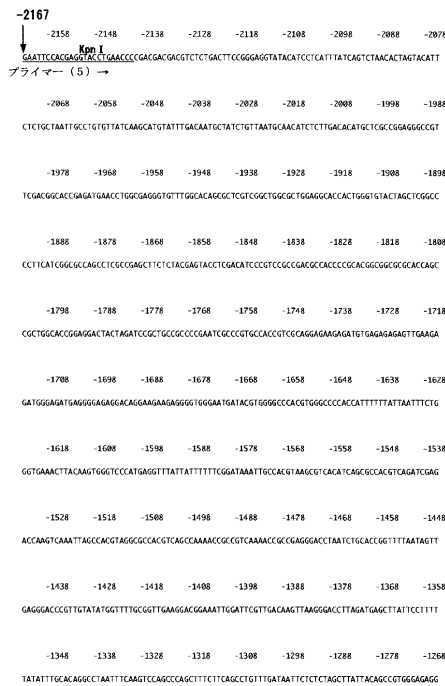 -2167
-2158 -2148 -2138 -2128 -2118 -2108 -2098 -2088 -2078
Kpn I
GAATTCCACGAGGTACCTGAACCCCGACGACGACGTCTCTGACTTCCGGGAGGTATACATCCTCATTTATCAGTCTAACACTAGTACATT
プライマー (5) →
-2068 -2058 -2048 -2038 -2028 -2018 -2008 -1998 -1988
CTCTGCTAATTGCCTGTGTTATCAAGCATGTATTTGACAATGCTATCTGTTAATGCAACATCTCTTGACACATGCTCGCCGGAGGGCCGT
-1978 -1968 -1958 -1948 -1938 -1928 -1918 -1908 -1898
TCGACGGCACCGAGATGAACCTGGCGAGGGTGTTTGGCACAGCGCTCGTCGGCTGGCGCTGGAGGCACCACTGGGTGTACTAGCTCGGCC
-1888 -1878 -1868 -1858 -1848 -1838 -1828 -1818 -1808
CCTTCATCGGCGCAGCCTCGCCGAGCTTCTCTACGAGTACCTCGACATCCCGTCCGCCGACGCCACCCCGCACGGCGGCGCGCACCAGC
-1798 -1788 -1778 -1768 -1758 -1748 -1738 -1728 -1718
CGCTGGCACCGGAGGACTACTAGATCCGCTGCCGCCCCGAATCGCCCGTGCCACCGTCGCAGGAGAAGAGATGTGAGAGAGAGTTGAAGA
-1708 -1698 -1688 -1678 -1668 -1658 -1648 -1638 -1628
GATGGGAGATGAGGGGAGAGGACAGGAAGAAGAGGGGTGGGAATGATACGTGGGGCCCACGTGGGCCCCACCATTTTTTATTAATTTCTG
-1618 -1608 -1598 -1588 -1578 -1568 -1558 -1548 -1538
GGTGAAACTTACAAGTGGGTCCCATGAGGTTTATTATTTTTTCGGATAAATTGCCACGTAAGCGTCACATCAGCGCCACGTCAGATCGAG
-1528 -1518 -1508 -1498 -1488 -1478 -1468 -1458 -1448
ACCAAGTCAAATTAGCCACGTAGGCGCCACGTCAGCCAAAACCGCCGTCAAAACCGCCGAGGGACCTAATCTGCACCGGTTTTAATAGTT
-1438 -1428 -1418 -1408 -1398 -1388 -1378 -1368 -1358
GAGGGACCCGTTGTATATGGTTTTGCGGTTGAAGGACGGAAATTGGATTCGTTGACAAGTTAAGGGACCTTAGATGAGCTTATTCCTTTT
-1348 -1338 -1328 -1318 -1308 -1298 -1288 -1278 -1268
TATATTTGCACAGGCCTAATTTCAAGTCCAGCCCAGCTTTCTTCAGCCTGTTTGATAATTCTCTCTAGCTTATTACAGCCGTGGGAGAGG